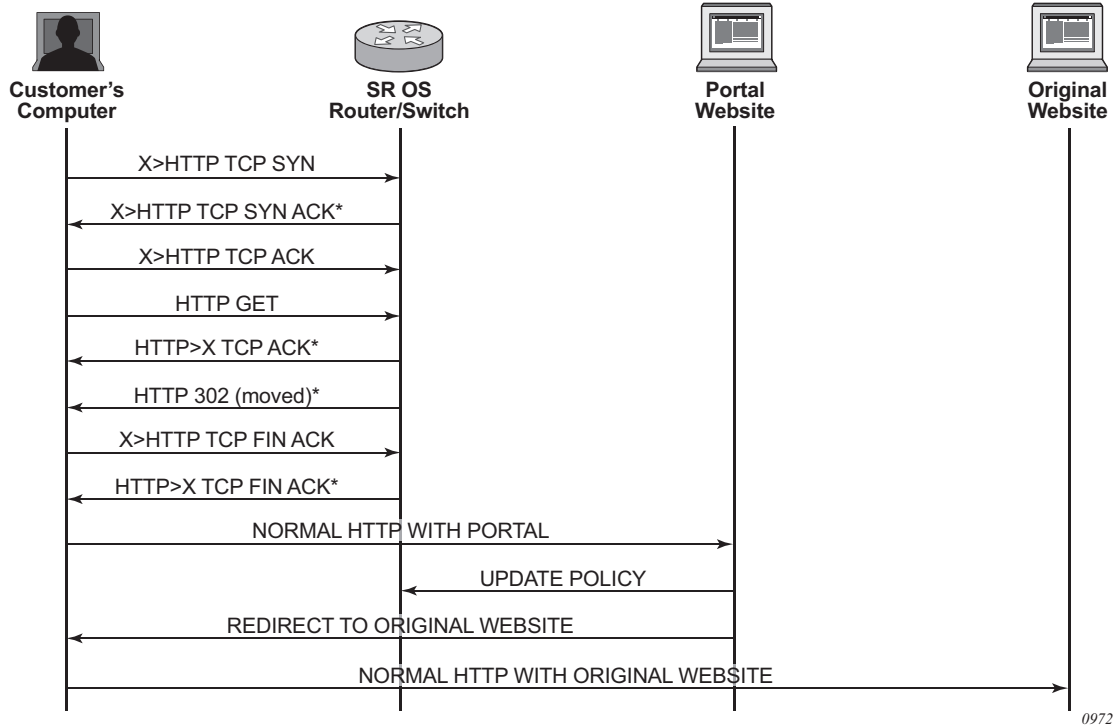 Customer's
Computer
SR OS
Router/Switch
Portal
Website
Original
Website
X>HTTP TCP SYN
X>HTTP TCP SYN ACK*
X>HTTP TCP ACK
HTTP GET
HTTP>X TCP ACK*
HTTP 302 (moved)*
X>HTTP TCP FIN ACK
HTTP>X TCP FIN ACK*
NORMAL HTTP WITH PORTAL
UPDATE POLICY
REDIRECT TO ORIGINAL WEBSITE
NORMAL HTTP WITH ORIGINAL WEBSITE
0972